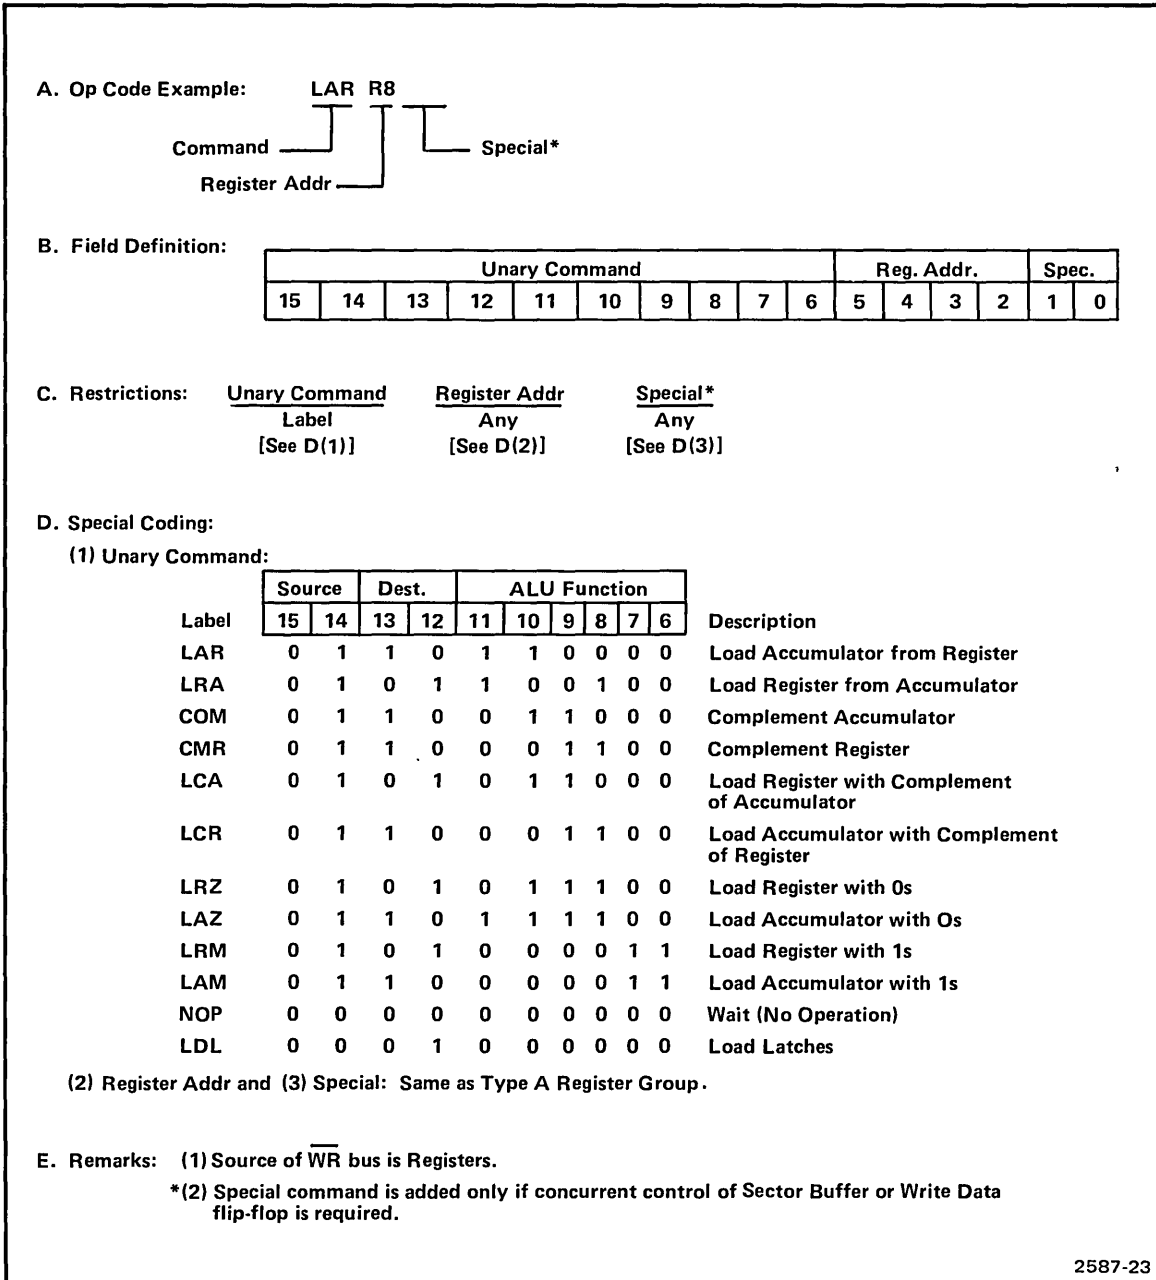 A. Op Code Example: LAR R8
Command Special*
Register Addr
B. Field Definition:
Unary Command Reg. Addr. Spec.
15 14 13 12 11 10 9 8 7 6 5 4 3 2 1 0
C. Restrictions: Unary Command Register Addr Special*
Label Any Any
[See D(1)] [See D(2)] [See D(3)]
D. Special Coding:
(1) Unary Command:
Source Dest. ALU Function
Label 15 14 13 12 11 10 9 8 7 6 Description
LAR 0 1 1 0 1 1 0 0 0 0 Load Accumulator from Register
LRA 0 1 0 1 1 0 0 1 0 0 Load Register from Accumulator
COM 0 1 1 0 0 1 1 0 0 0 Complement Accumulator
CMR 0 1 1 0 0 0 1 1 0 0 Complement Register
LCA 0 1 0 1 0 1 1 0 0 0 Load Register with Complement
of Accumulator
LCR 0 1 1 0 0 0 1 1 0 0 Load Accumulator with Complement
of Register
LRZ 0 1 0 1 0 1 1 1 0 0 Load Register with 0s
LAZ 0 1 1 0 1 1 1 1 0 0 Load Accumulator with Os
LRM 0 1 0 1 0 0 0 0 1 1 Load Register with 1s
LAM 0 1 1 0 0 0 0 0 1 1 Load Accumulator with 1s
NOP 0 0 0 0 0 0 0 0 0 0 Wait (No Operation)
LDL 0 0 0 1 0 0 0 0 0 0 Load Latches
(2) Register Addr and (3) Special: Same as Type A Register Group.
E. Remarks: (1) Source of W̅R̅ bus is Registers.
*(2) Special command is added only if concurrent control of Sector Buffer or Write Data
flip-flop is required.
2587-23